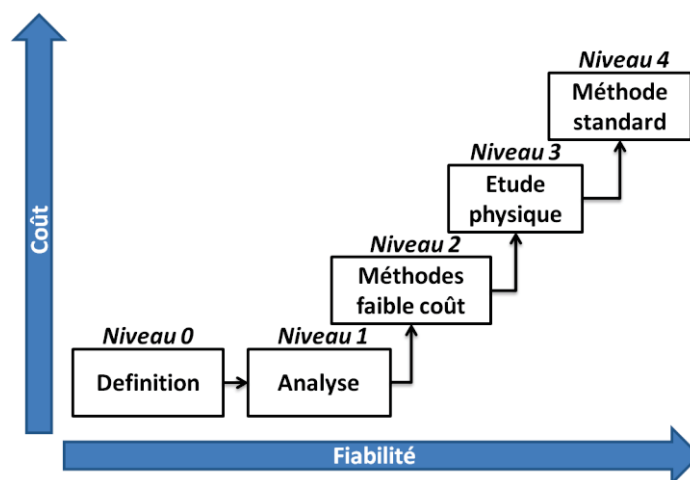 Niveau 4
Méthode
standard
Niveau 3
Etude
physique
Niveau 2
Méthodes
faible coût
Niveau 0
Definition
Niveau 1
Analyse
Coût
Fiabilité